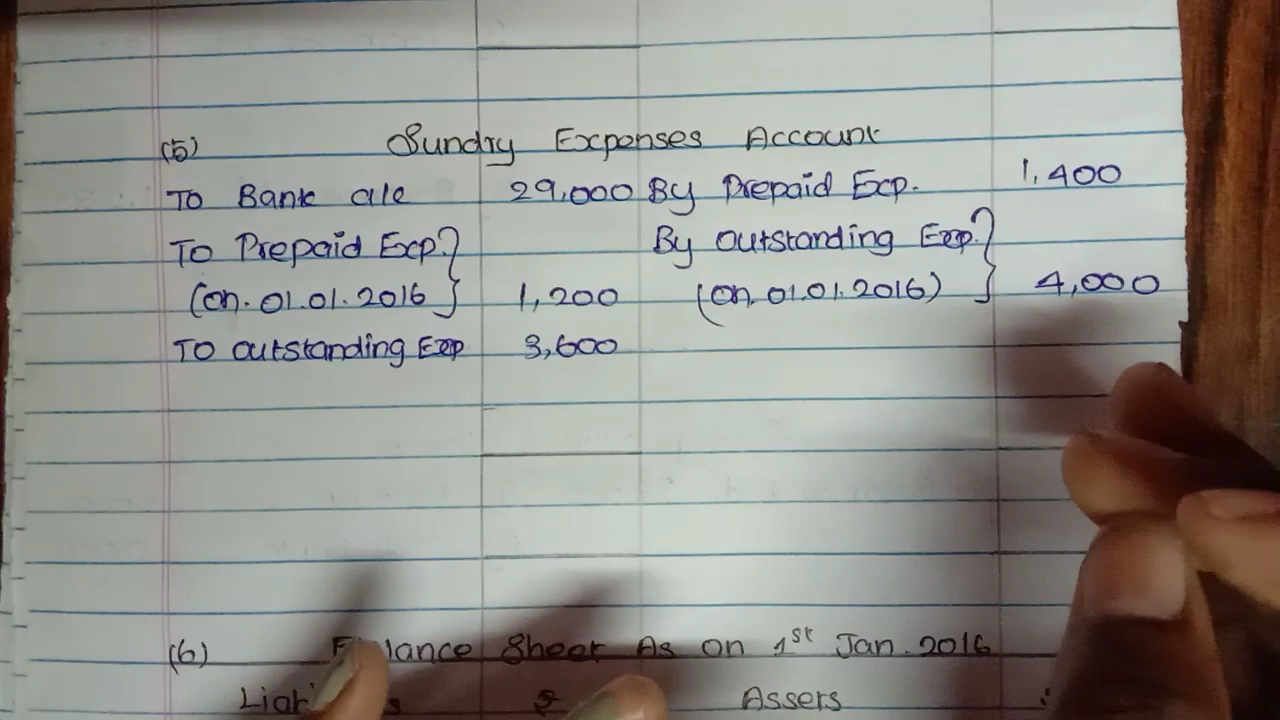 (5) Sundry Expenses Account
To Bank a/c 29,000 By Prepaid Exp. 1,400
To Prepaid Exp. By Outstanding Exp.
(on. 01.01.2016 1,200 (on. 01.01.2016) 4,000
To Outstanding Exp 3,600
(6) Sheet As on 1st Jan. 2016
₹ Assets